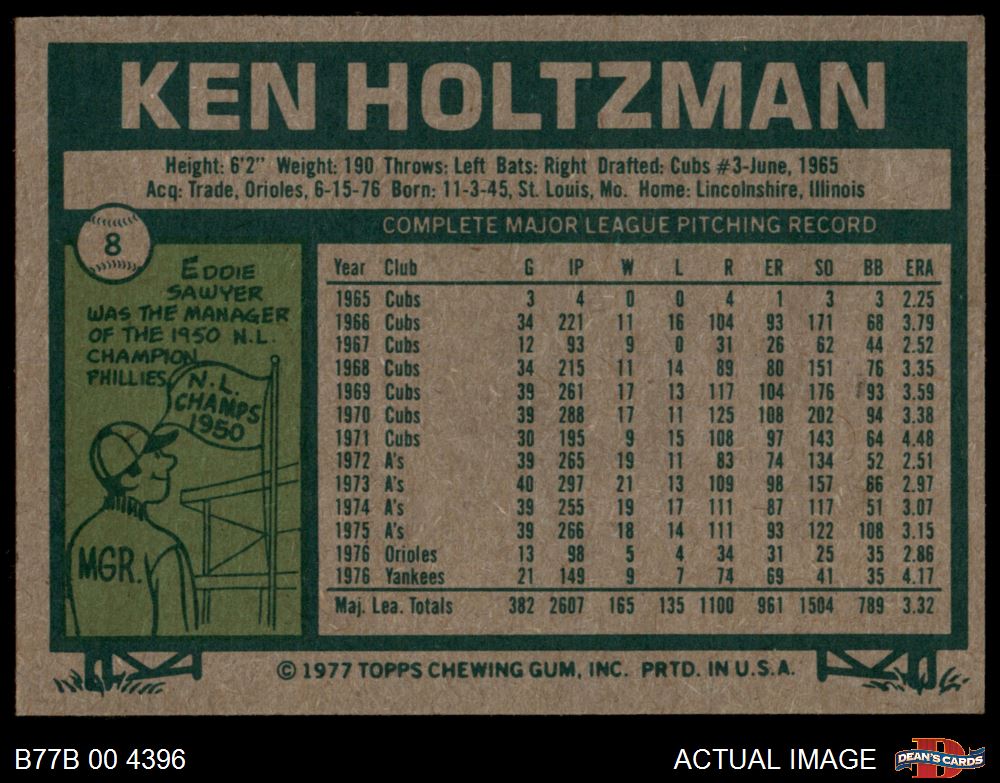 KEN HOLTZMAN
Height: 6'2" Weight: 190 Throws: Left Bats: Right Drafted: Cubs #3-June, 1965
Acq: Trade, Orioles, 6-15-76 Born: 11-3-45, St. Louis, Mo. Home: Lincolnshire, Illinois
8
EDDIE
SAWYER
WAS THE MANAGER
OF THE 1950 N.L.
CHAMPION
PHILLIES
N.L.
CHAMPS
1950
MGR.
COMPLETE MAJOR LEAGUE PITCHING RECORD
Year Club G IP W L R ER SO BB ERA
1965 Cubs 3 4 0 0 4 1 3 3 2.25
1966 Cubs 34 221 11 16 104 93 171 68 3.79
1967 Cubs 12 93 9 0 31 26 62 44 2.52
1968 Cubs 34 215 11 14 89 80 151 76 3.35
1969 Cubs 39 261 17 13 117 104 176 93 3.59
1970 Cubs 39 288 17 11 125 108 202 94 3.38
1971 Cubs 30 195 9 15 108 97 143 64 4.48
1972 A's 39 265 19 11 83 74 134 52 2.51
1973 A's 40 297 21 13 109 98 157 66 2.97
1974 A's 39 255 19 17 111 87 117 51 3.07
1975 A's 39 266 18 14 111 93 122 108 3.15
1976 Orioles 13 98 5 4 34 31 25 35 2.86
1976 Yankees 21 149 9 7 74 69 41 35 4.17
Maj. Lea. Totals 382 2607 165 135 1100 961 1504 789 3.32
© 1977 TOPPS CHEWING GUM, INC. PRTD. IN U.S.A.
B77B 00 4396
ACTUAL IMAGE
DEAN'S CARDS